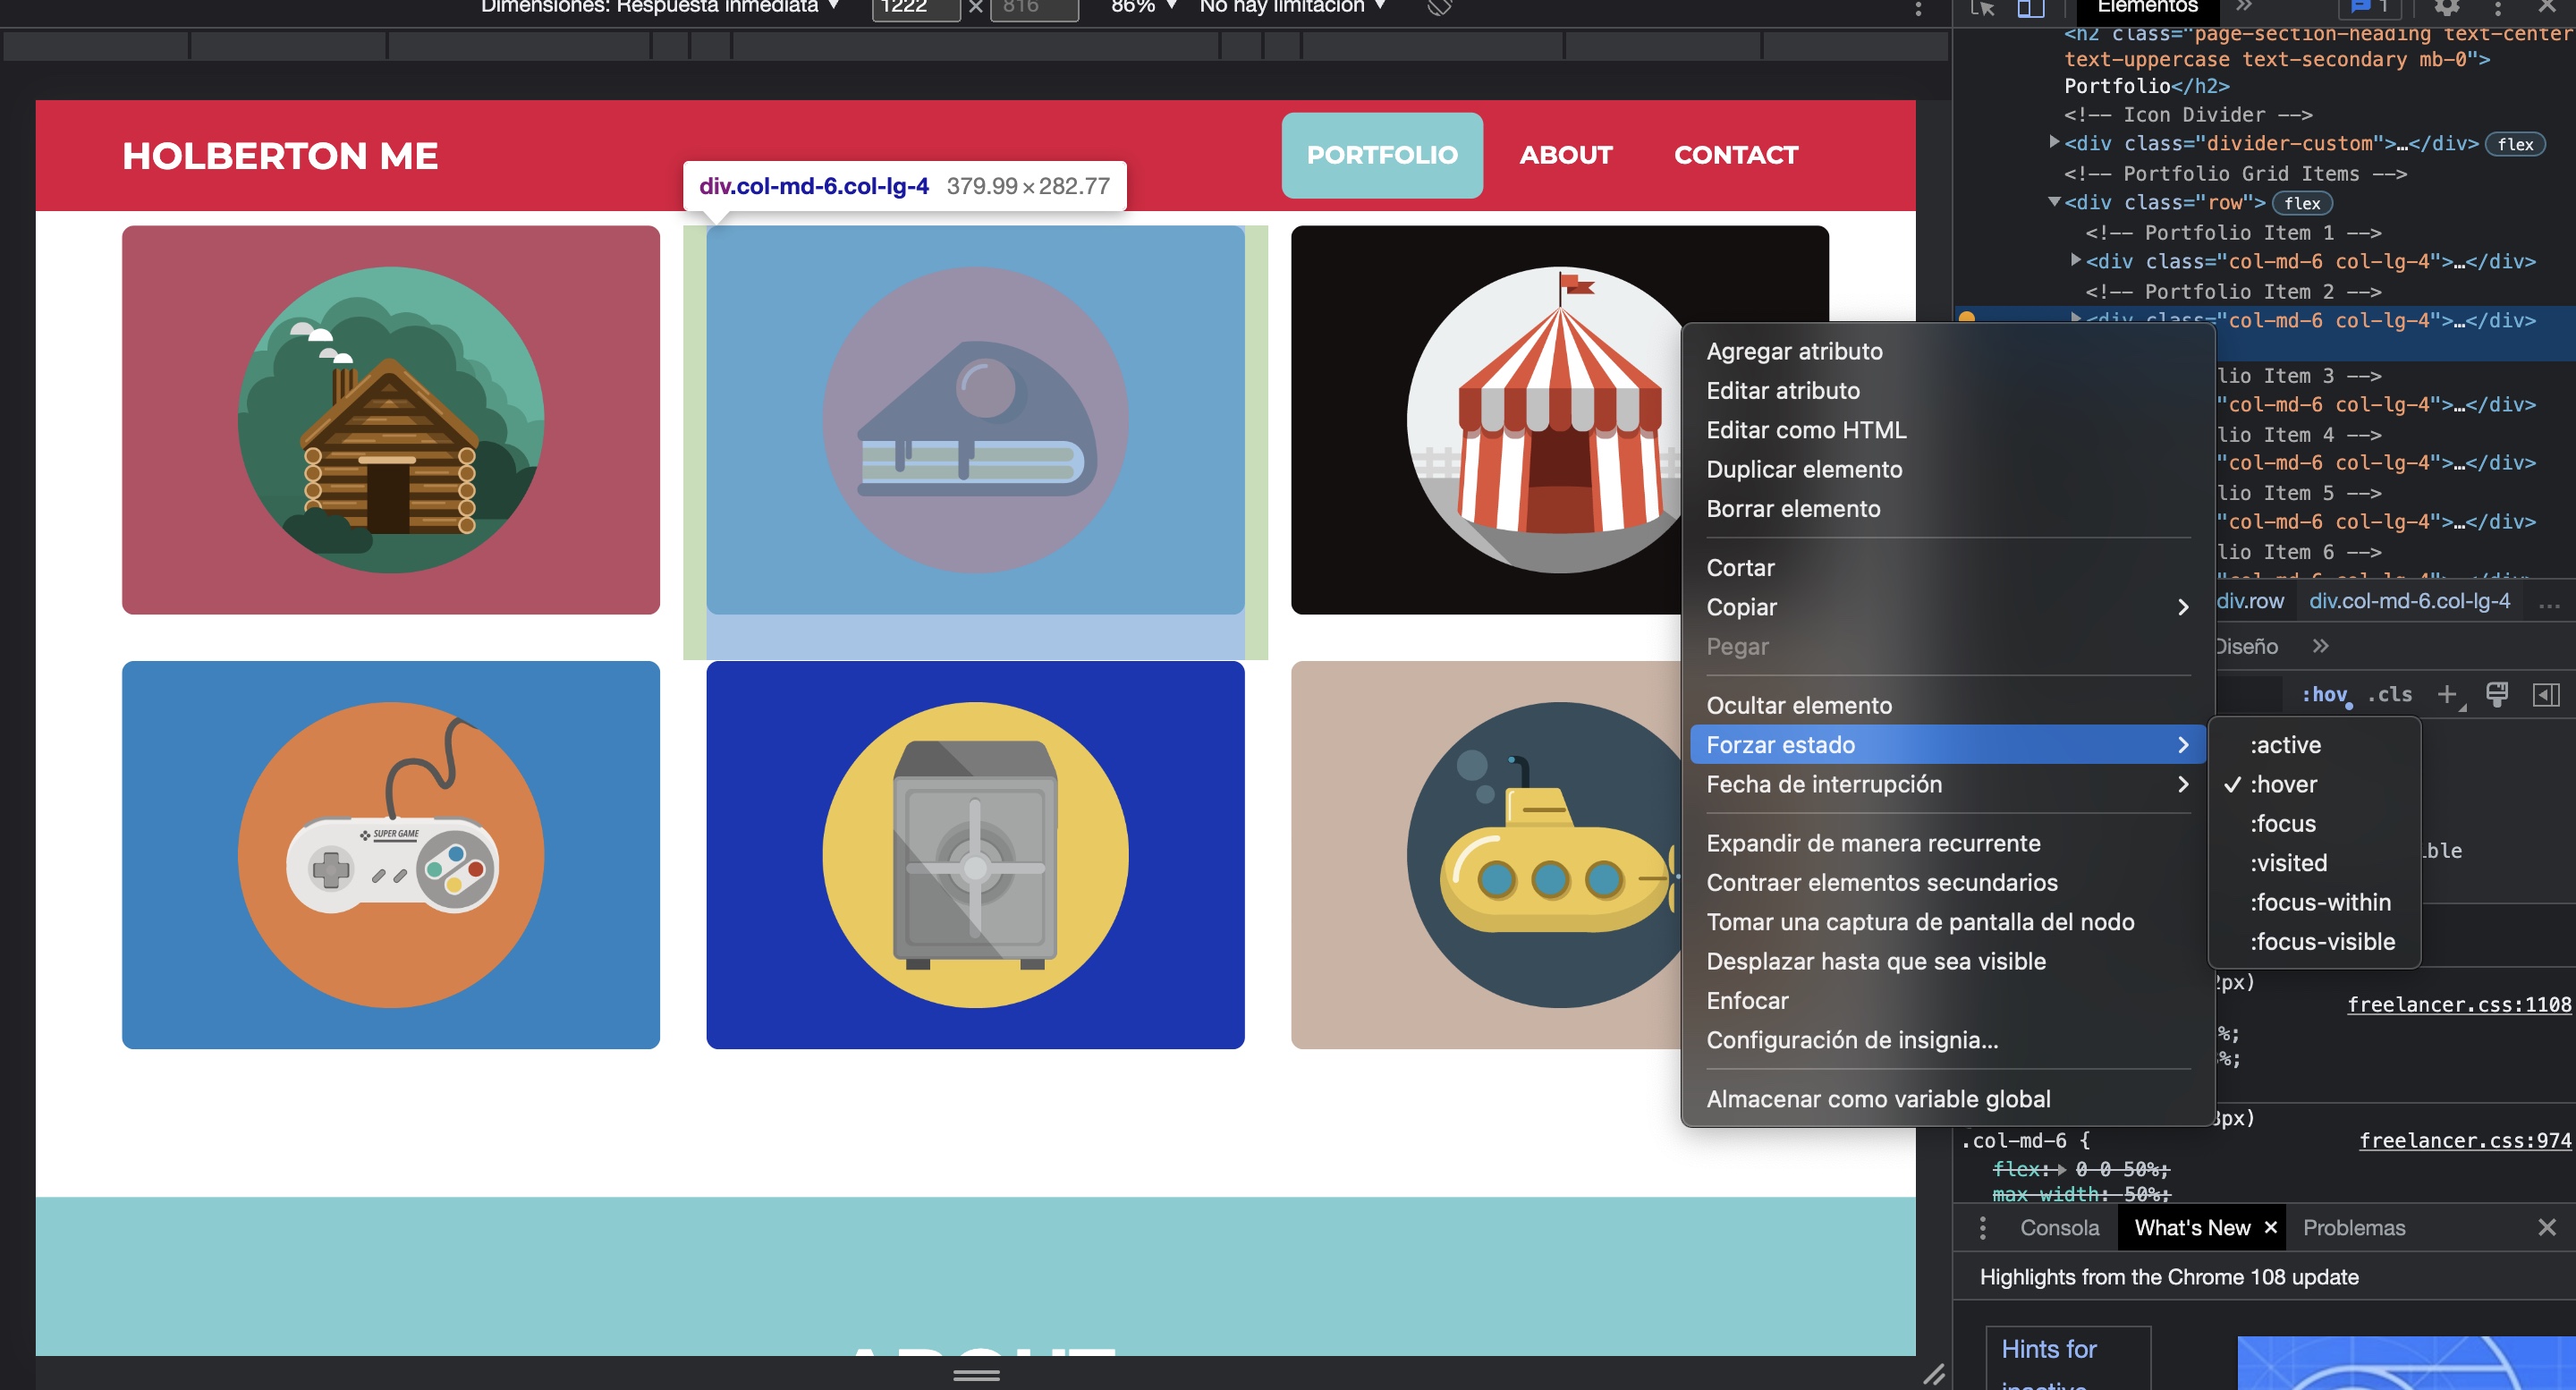 Dimensiones: Respuesta inmediata ▼ 1222 × 816 86% ▼ No hay limitación ▼
Elementos » 1
HOLBERTON ME
PORTFOLIO ABOUT CONTACT
div.col-md-6.col-lg-4 379.99×282.77
SUPER GAME
<h2 class="page-section-heading text-center
text-uppercase text-secondary mb-0">
Portfolio</h2>
<!-- Icon Divider -->
<div class="divider-custom">…</div> flex
<!-- Portfolio Grid Items -->
<div class="row"> flex
<!-- Portfolio Item 1 -->
<div class="col-md-6 col-lg-4">…</div>
<!-- Portfolio Item 2 -->
<div class="col-md-6 col-lg-4">…</div>
lio Item 3 -->
"col-md-6 col-lg-4">…</div>
lio Item 4 -->
"col-md-6 col-lg-4">…</div>
lio Item 5 -->
"col-md-6 col-lg-4">…</div>
lio Item 6 -->
"col-md-6 col-lg-4">…</div>
div.row div.col-md-6.col-lg-4 …
Diseño »
:hov .cls +
Agregar atributo
Editar atributo
Editar como HTML
Duplicar elemento
Borrar elemento
Cortar
Copiar
Pegar
Ocultar elemento
Forzar estado
Fecha de interrupción
Expandir de manera recurrente
Contraer elementos secundarios
Tomar una captura de pantalla del nodo
Desplazar hasta que sea visible
Enfocar
Configuración de insignia...
Almacenar como variable global
:active
✓ :hover
:focus
:visited
:focus-within
:focus-visible
px)
freelancer.css:1108
%;
%;
px)
.col-md-6 {
freelancer.css:974
flex: 0 0 50%;
max-width: 50%;
Consola What's New × Problemas
Highlights from the Chrome 108 update
Hints for
inactive
ABOUT